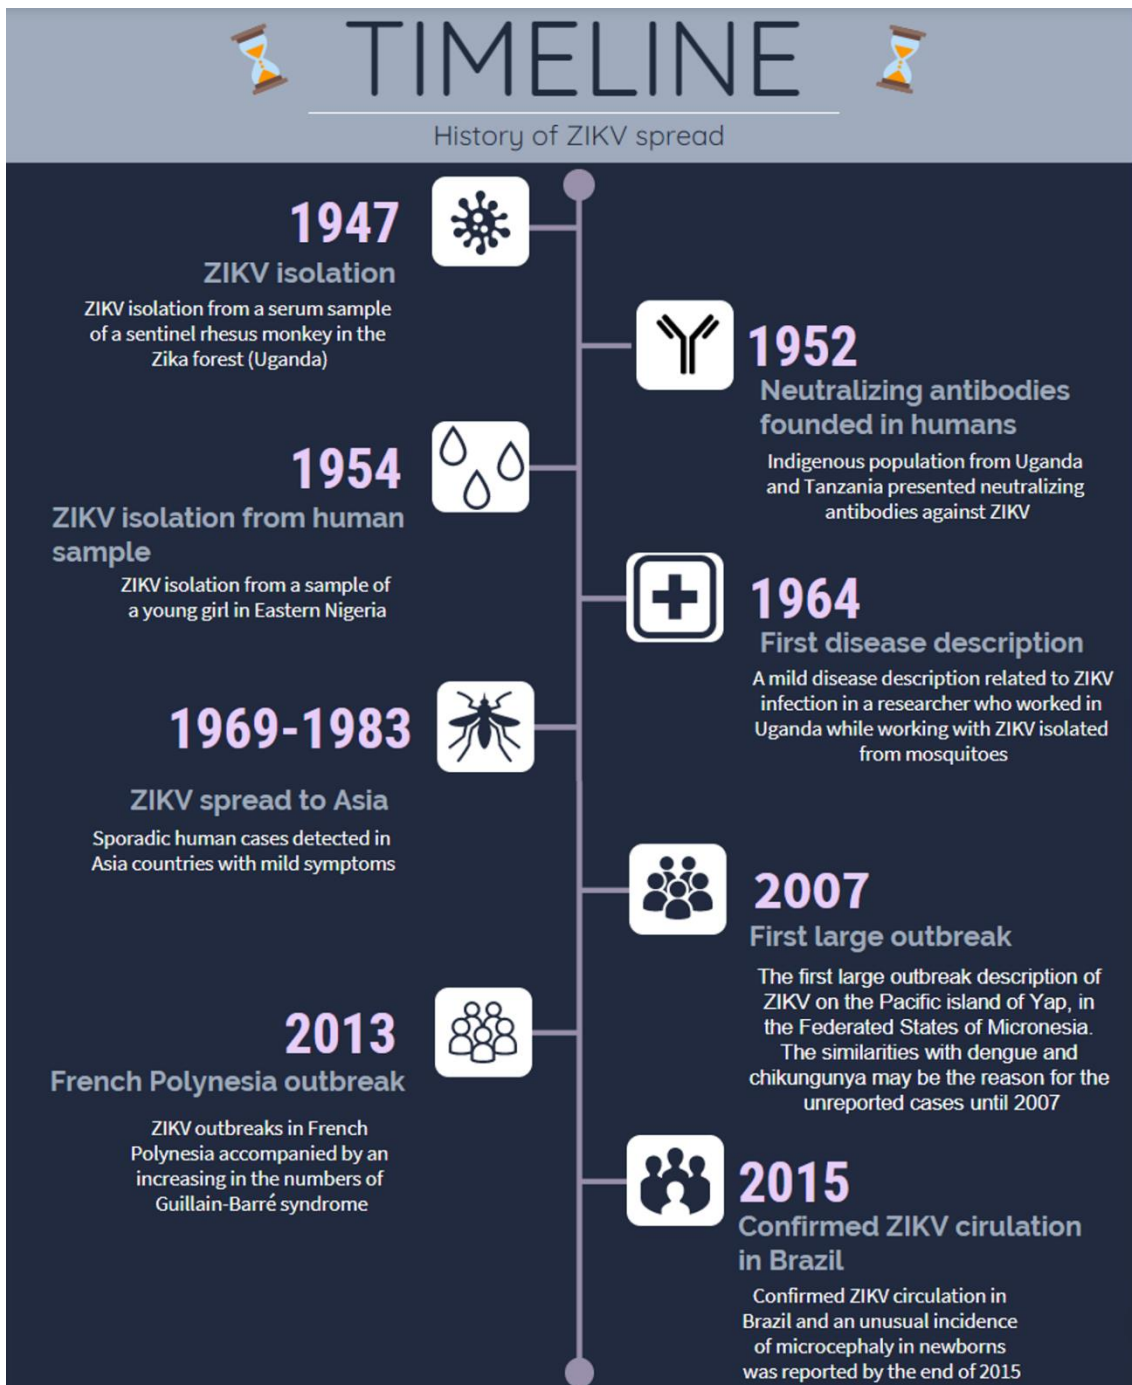 TIMELINE
History of ZIKV spread
1947
ZIKV isolation
ZIKV isolation from a serum sample
of a sentinel rhesus monkey in the
Zika forest (Uganda)
1952
Neutralizing antibodies
founded in humans
Indigenous population from Uganda
and Tanzania presented neutralizing
antibodies against ZIKV
1954
ZIKV isolation from human
sample
ZIKV isolation from a sample of
a young girl in Eastern Nigeria
1964
First disease description
A mild disease description related to ZIKV
infection in a researcher who worked in
Uganda while working with ZIKV isolated
from mosquitoes
1969-1983
ZIKV spread to Asia
Sporadic human cases detected in
Asia countries with mild symptoms
2007
First large outbreak
The first large outbreak description of
ZIKV on the Pacific island of Yap, in
the Federated States of Micronesia.
The similarities with dengue and
chikungunya may be the reason for the
unreported cases until 2007
2013
French Polynesia outbreak
ZIKV outbreaks in French
Polynesia accompanied by an
increasing in the numbers of
Guillain-Barré syndrome
2015
Confirmed ZIKV cirulation
in Brazil
Confirmed ZIKV circulation in
Brazil and an unusual incidence
of microcephaly in newborns
was reported by the end of 2015